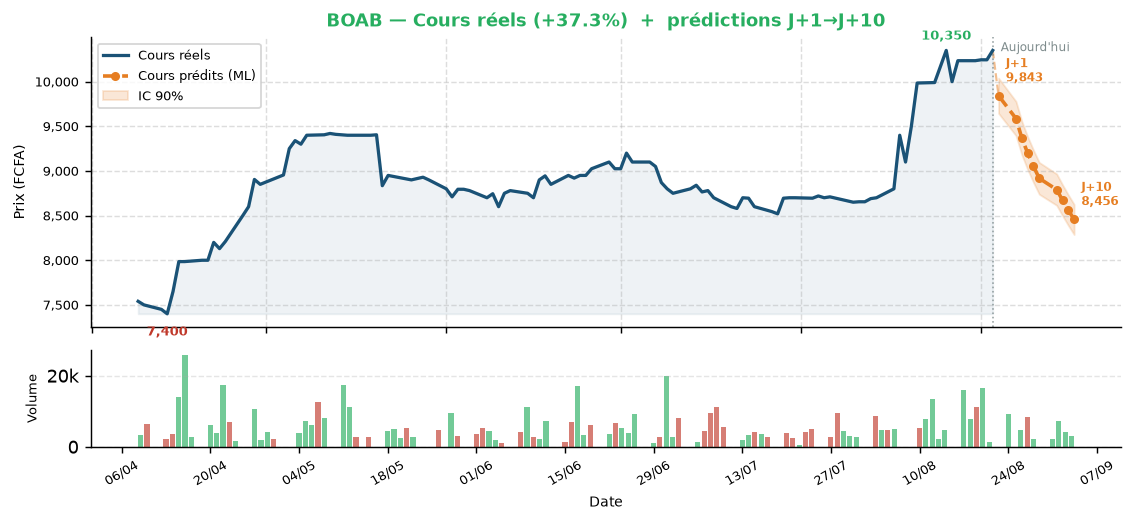 BOAB — Cours réels (+37.3%) + prédictions J+1→J+10
Cours réels
Cours prédits (ML)
IC 90%
10,350
Aujourd'hui
J+1
9,843
J+10
8,456
7,400
Prix (FCFA)
10,000
9,500
9,000
8,500
8,000
7,500
Volume
20k
0
06/04
20/04
04/05
18/05
01/06
15/06
29/06
13/07
27/07
10/08
24/08
07/09
Date